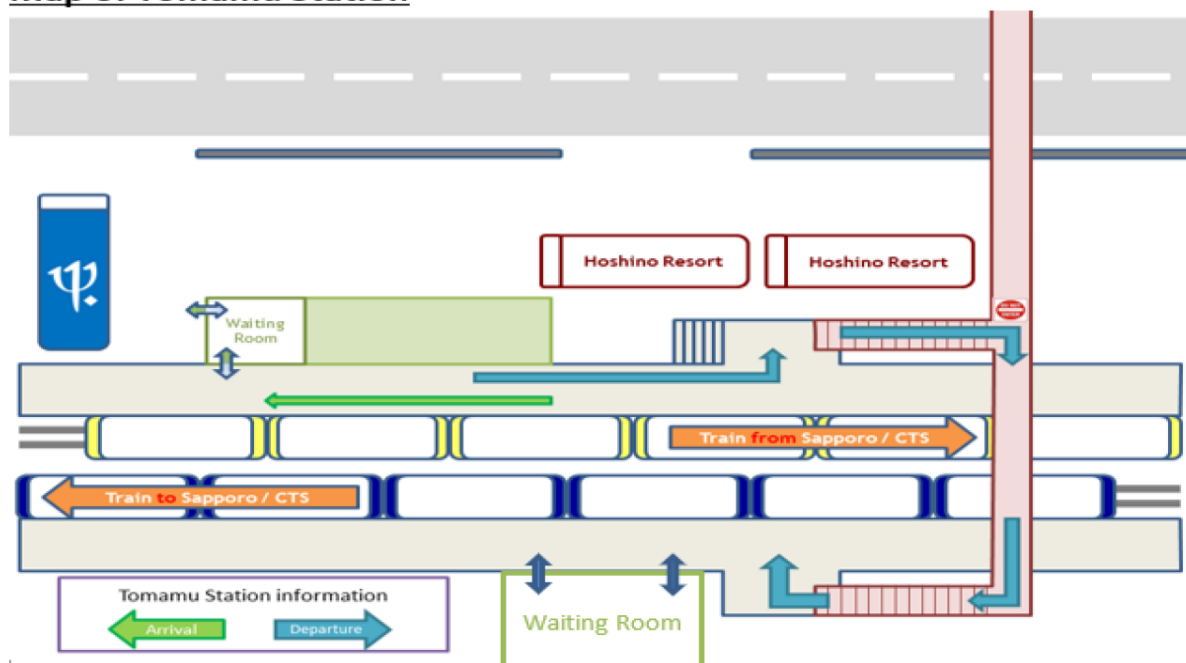 Hoshino Resort
Hoshino Resort
Waiting
Room
Train from Sapporo / CTS
Train to Sapporo / CTS
Tomamu Station information
Arrival
Departure
Waiting Room